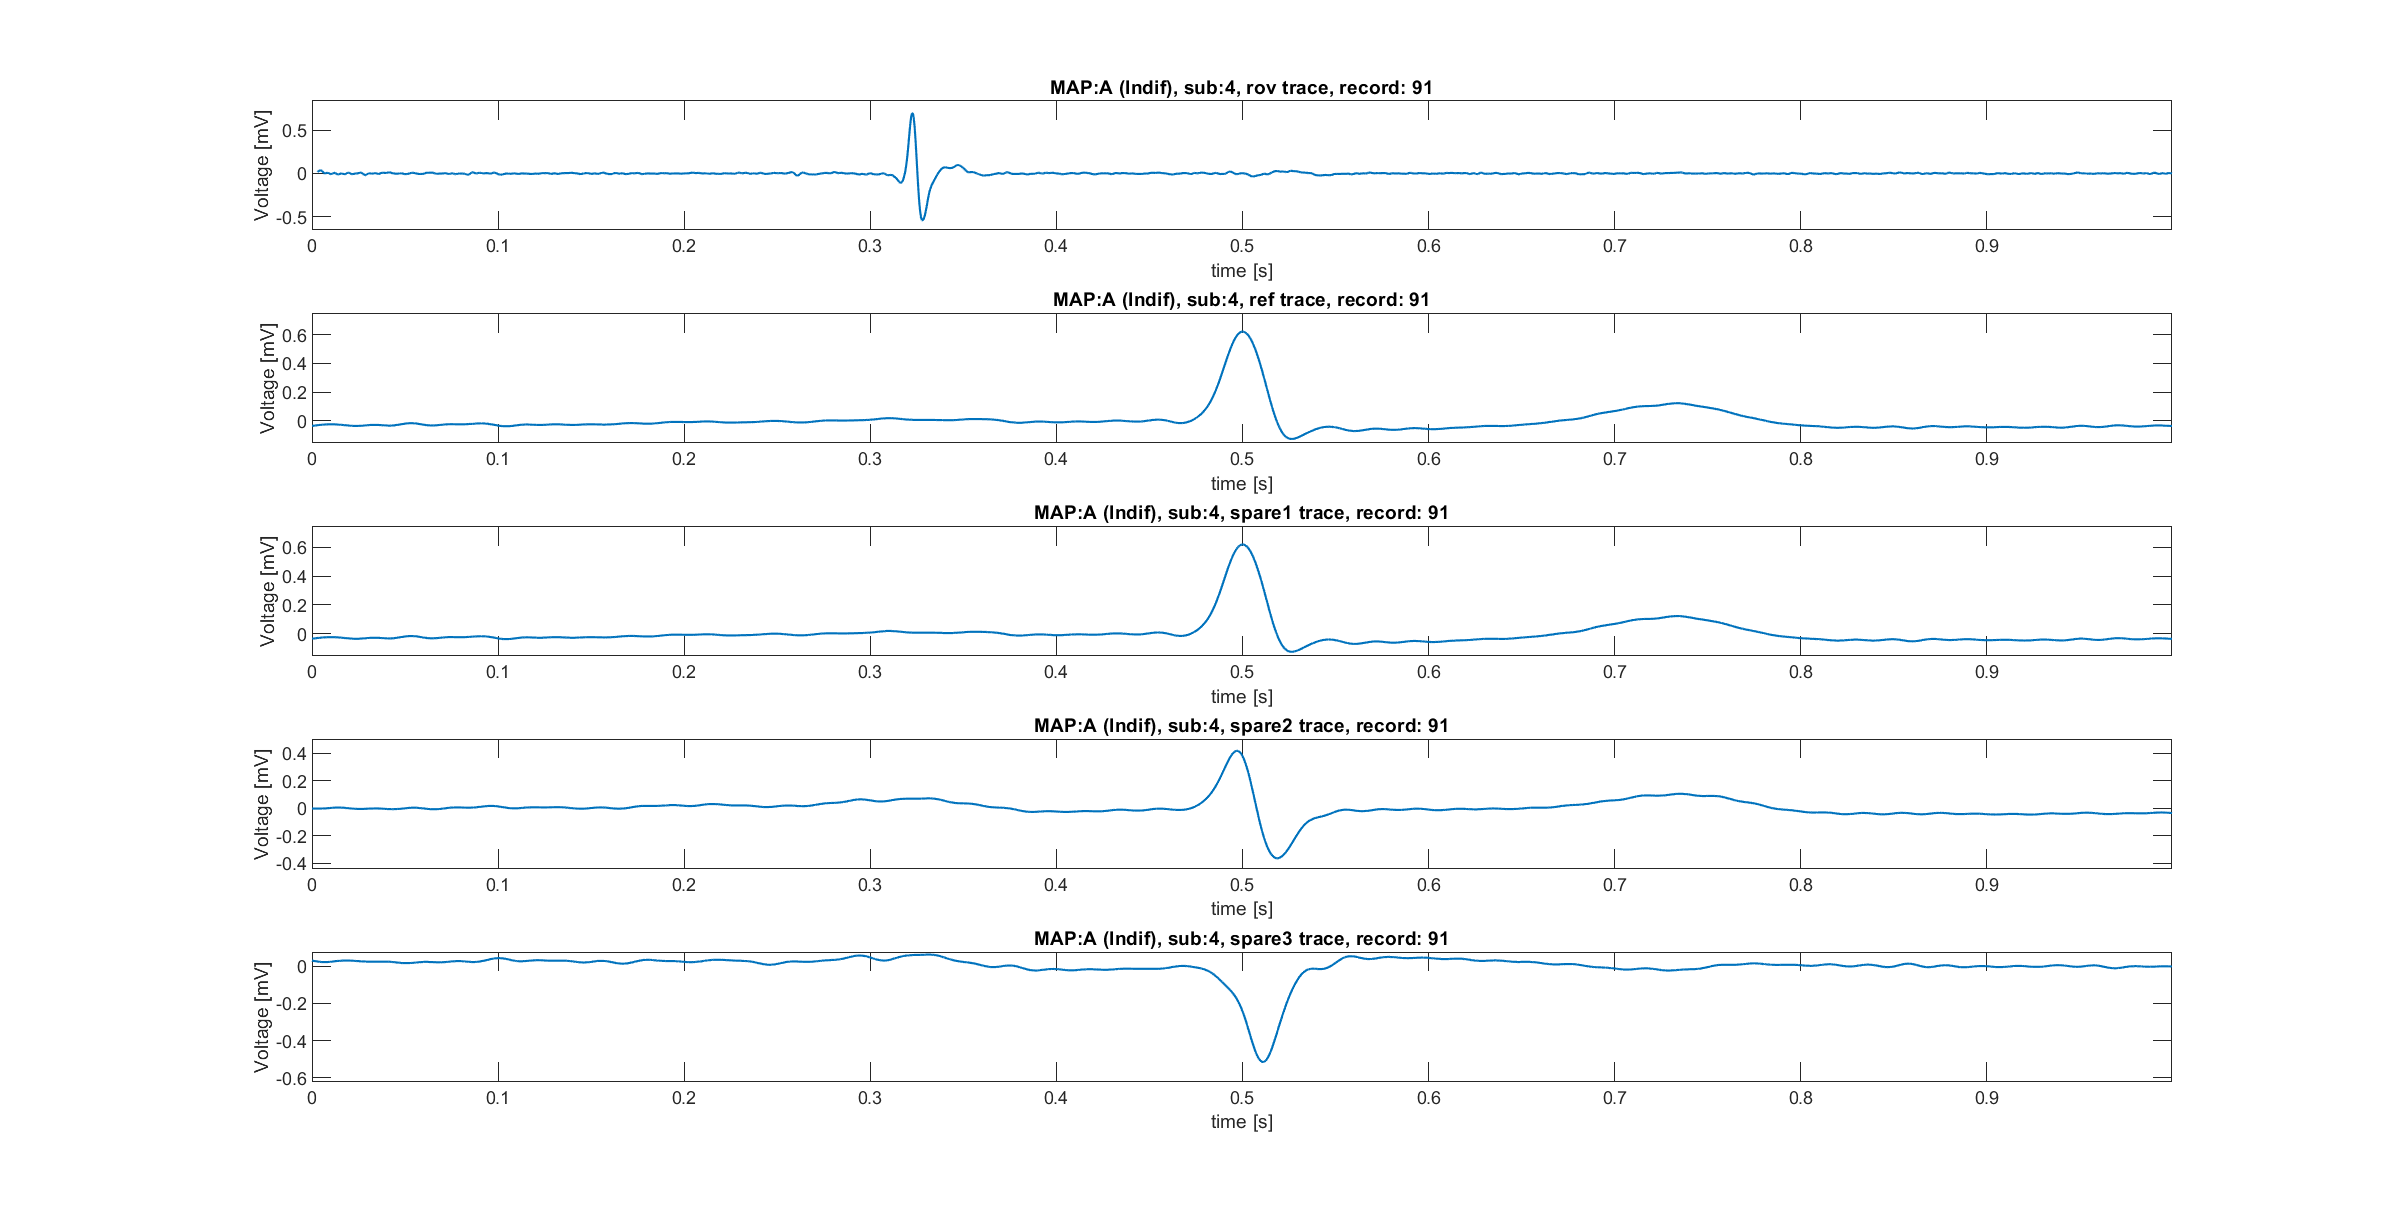 MAP:A (Indif), sub:4, rov trace, record: 91
Voltage [mV]
0.5
0
-0.5
0 0.1 0.2 0.3 0.4 0.5 0.6 0.7 0.8 0.9
time [s]
MAP:A (Indif), sub:4, ref trace, record: 91
Voltage [mV]
0.6
0.4
0.2
0
0 0.1 0.2 0.3 0.4 0.5 0.6 0.7 0.8 0.9
time [s]
MAP:A (Indif), sub:4, spare1 trace, record: 91
Voltage [mV]
0.6
0.4
0.2
0
0 0.1 0.2 0.3 0.4 0.5 0.6 0.7 0.8 0.9
time [s]
MAP:A (Indif), sub:4, spare2 trace, record: 91
Voltage [mV]
0.4
0.2
0
-0.2
-0.4
0 0.1 0.2 0.3 0.4 0.5 0.6 0.7 0.8 0.9
time [s]
MAP:A (Indif), sub:4, spare3 trace, record: 91
Voltage [mV]
0
-0.2
-0.4
-0.6
0 0.1 0.2 0.3 0.4 0.5 0.6 0.7 0.8 0.9
time [s]